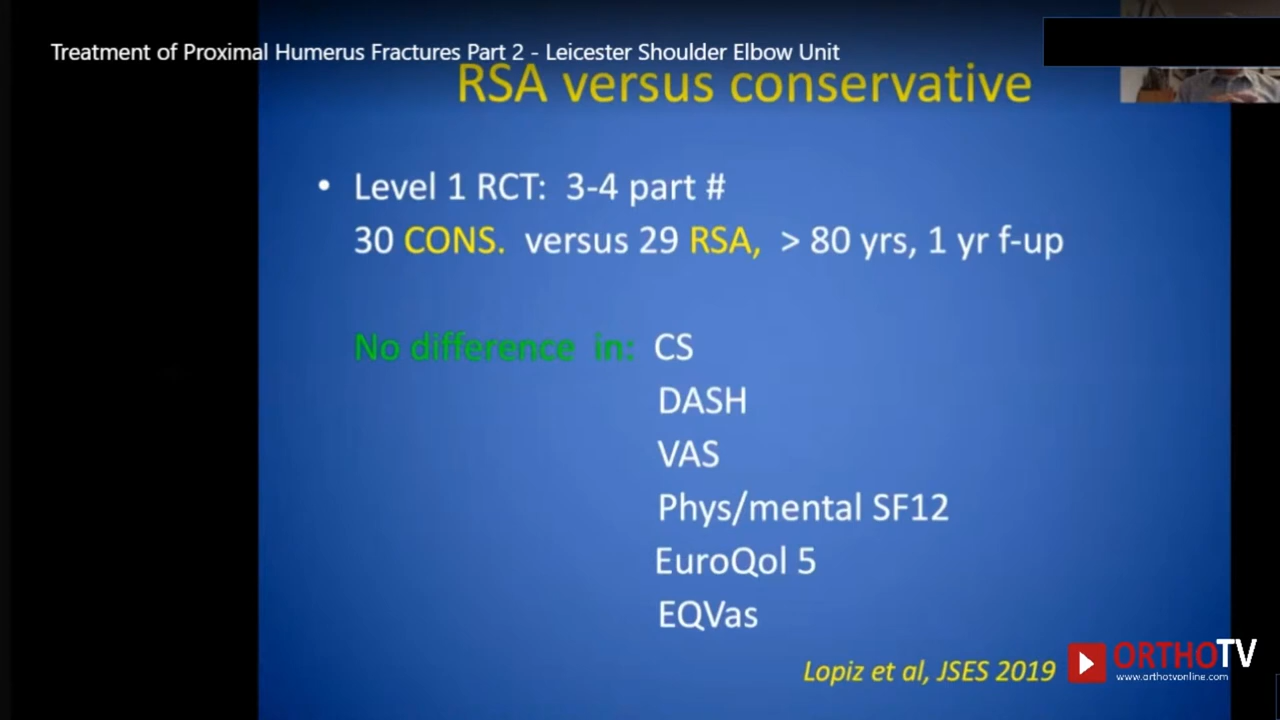 Treatment of Proximal Humerus Fractures Part 2 - Leicester Shoulder Elbow Unit
RSA versus conservative
• Level 1 RCT: 3-4 part #
30 CONS. versus 29 RSA, > 80 yrs, 1 yr f-up
No difference in: CS
DASH
VAS
Phys/mental SF12
EuroQol 5
EQVas
Lopiz et al, JSES 2019
ORTHOTV
www.orthotvonline.com